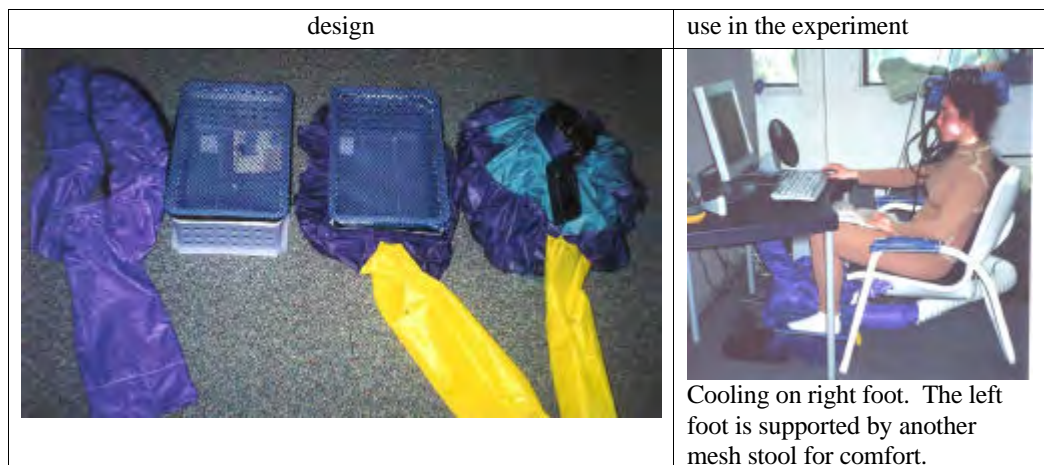 design
use in the experiment
Cooling on right foot.  The left
foot is supported by another
mesh stool for comfort.